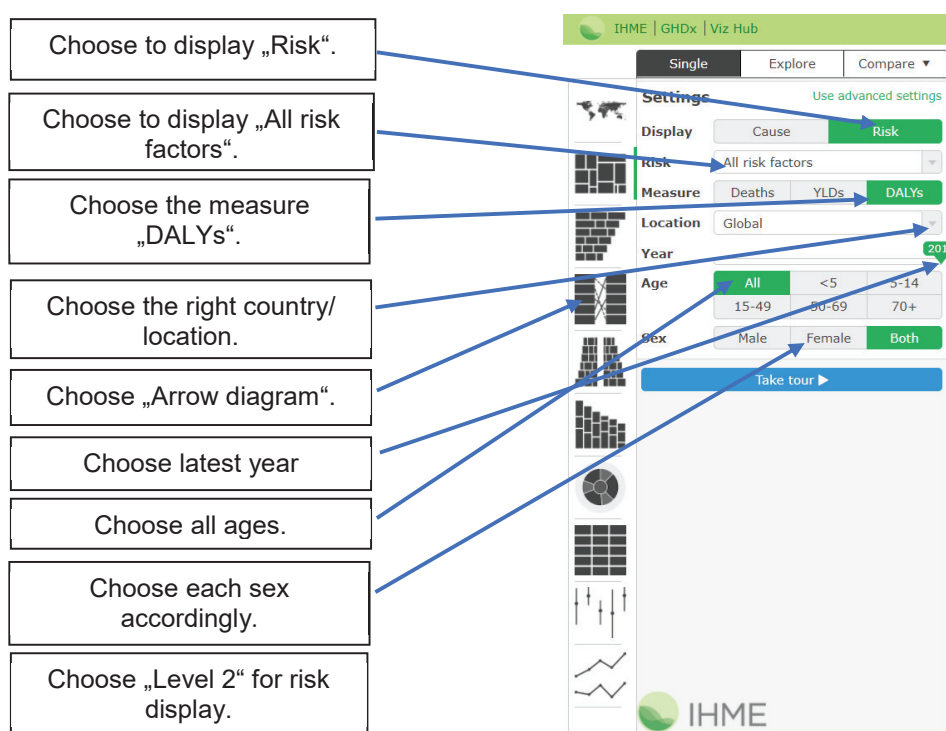 Choose to display „Risk“.
Choose to display „All risk
factors“.
Choose the measure
„DALYs“.
Choose the right country/
location.
Choose „Arrow diagram“.
Choose latest year
Choose all ages.
Choose each sex
accordingly.
Choose „Level 2“ for risk
display.
IHME | GHDx | Viz Hub
Single Explore Compare ▼
Settings Use advanced settings
Display Cause Risk
Risk All risk factors
Measure Deaths YLDs DALYs
Location Global
Year 201
Age All <5 5-14
15-49 50-69 70+
Sex Male Female Both
Take tour ▶
IHME